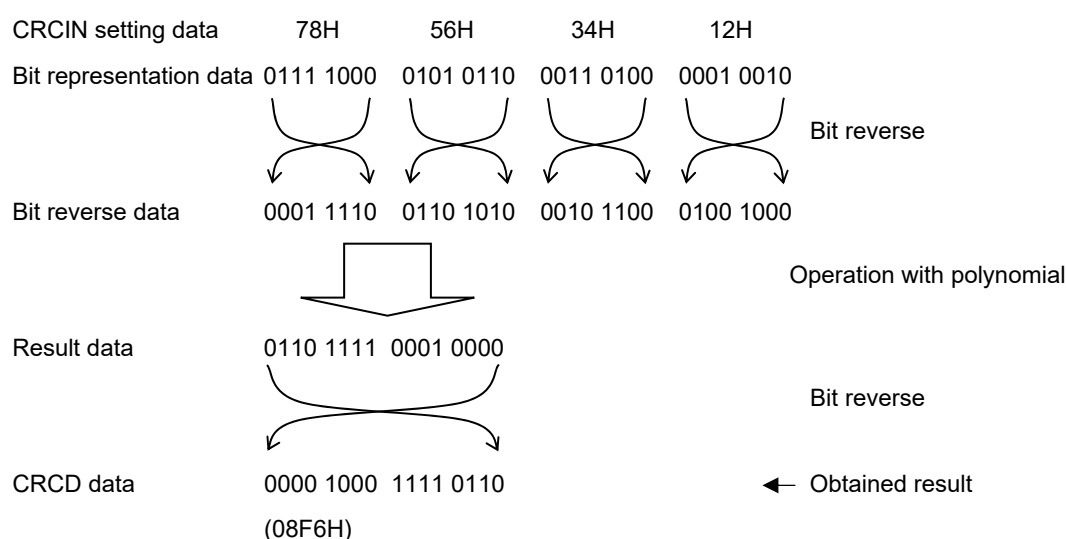 CRCIN setting data 78H 56H 34H 12H
Bit representation data 0111 1000 0101 0110 0011 0100 0001 0010
Bit reverse
Bit reverse data 0001 1110 0110 1010 0010 1100 0100 1000
Operation with polynomial
Result data 0110 1111 0001 0000
Bit reverse
CRCD data 0000 1000 1111 0110 Obtained result
(08F6H)